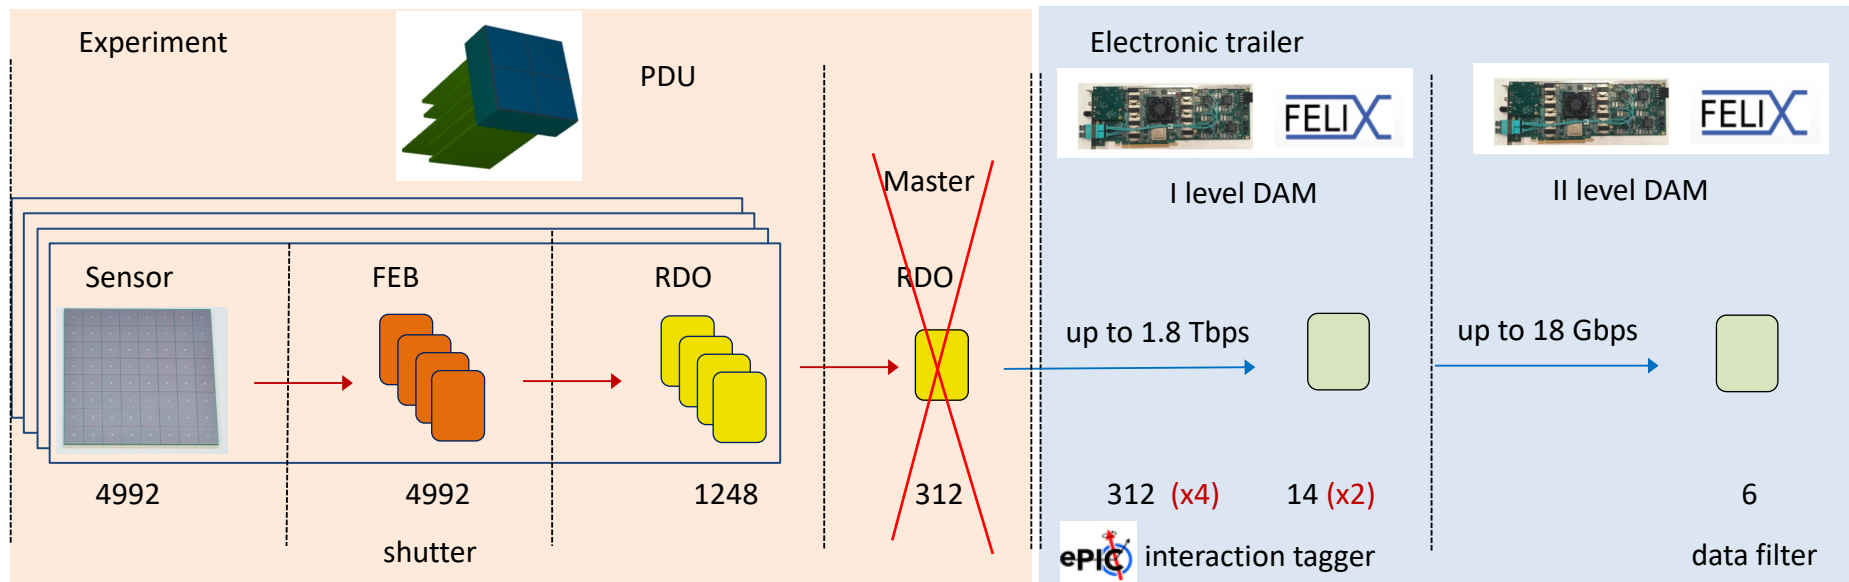 Experiment
PDU
Electronic trailer
FELIX
FELIX
Master
I level DAM
II level DAM
Sensor
FEB
RDO
RDO
up to 1.8 Tbps
up to 18 Gbps
4992
4992
1248
312
312 (x4)
14 (x2)
6
shutter
ePIC
interaction tagger
data filter